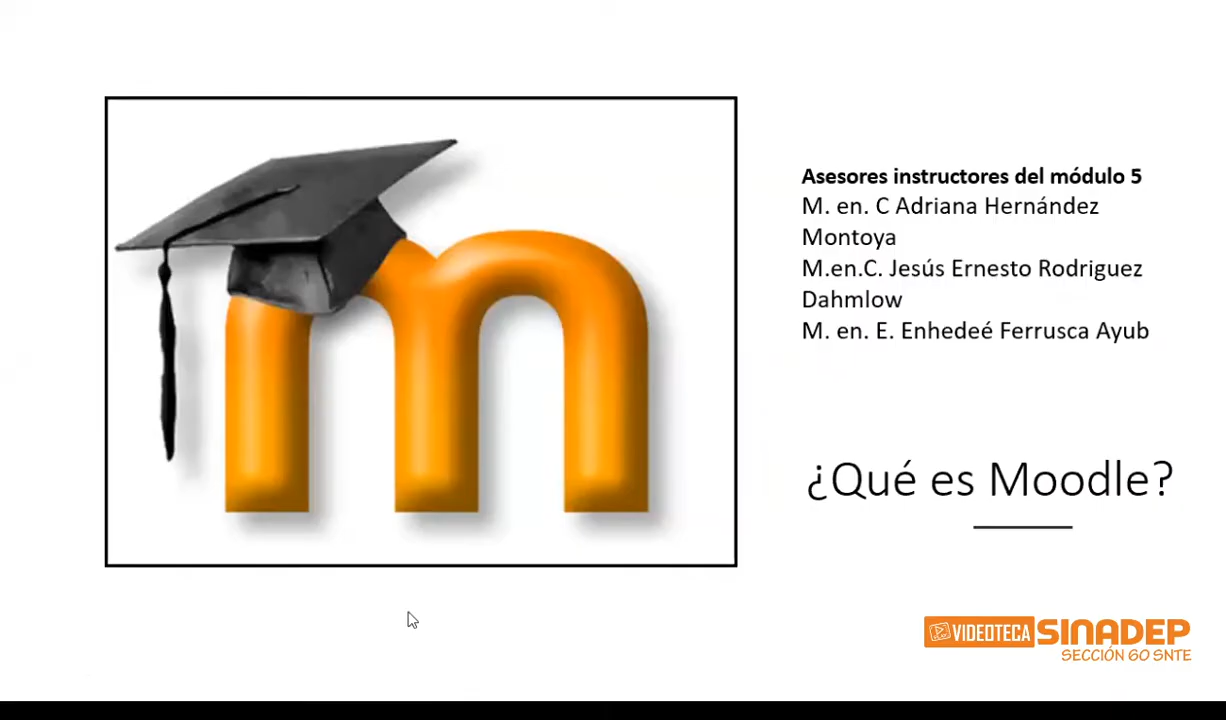 Asesores instructores del módulo 5
M. en. C Adriana Hernández
Montoya
M.en.C. Jesús Ernesto Rodriguez
Dahmlow
M. en. E. Enhedeé Ferrusca Ayub
¿Qué es Moodle?
VIDEOTECA SINADEP
SECCIÓN 60 SNTE